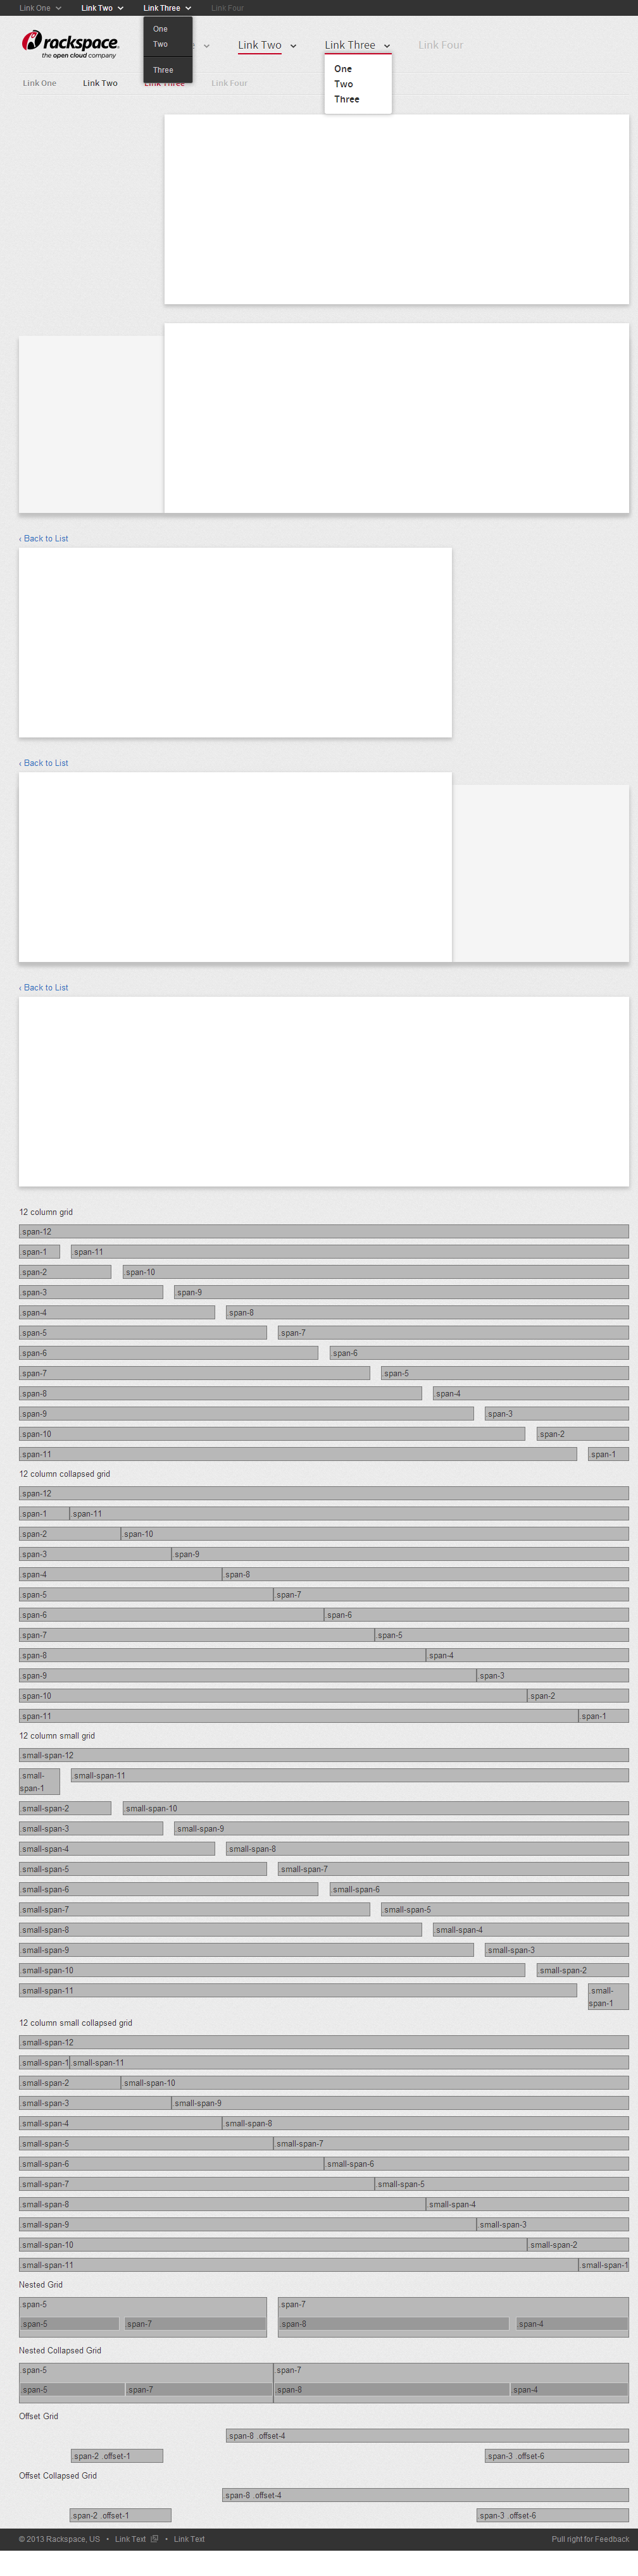 Link One Link Two Link Three Link Four
One
Two
Three
rackspace.
the open cloud company
Link Two Link Three Link Four
One
Two
Three
Link One Link Two Link Three Link Four
‹ Back to List
‹ Back to List
‹ Back to List
12 column grid
.span-12
.span-1 .span-11
.span-2 .span-10
.span-3 .span-9
.span-4 .span-8
.span-5 .span-7
.span-6 .span-6
.span-7 .span-5
.span-8 .span-4
.span-9 .span-3
.span-10 .span-2
.span-11 .span-1
12 column collapsed grid
.span-12
.span-1 .span-11
.span-2 .span-10
.span-3 .span-9
.span-4 .span-8
.span-5 .span-7
.span-6 .span-6
.span-7 .span-5
.span-8 .span-4
.span-9 .span-3
.span-10 .span-2
.span-11 .span-1
12 column small grid
.small-span-12
.small-span-1 .small-span-11
.small-span-2 .small-span-10
.small-span-3 .small-span-9
.small-span-4 .small-span-8
.small-span-5 .small-span-7
.small-span-6 .small-span-6
.small-span-7 .small-span-5
.small-span-8 .small-span-4
.small-span-9 .small-span-3
.small-span-10 .small-span-2
.small-span-11 .small-span-1
12 column small collapsed grid
.small-span-12
.small-span-1 .small-span-11
.small-span-2 .small-span-10
.small-span-3 .small-span-9
.small-span-4 .small-span-8
.small-span-5 .small-span-7
.small-span-6 .small-span-6
.small-span-7 .small-span-5
.small-span-8 .small-span-4
.small-span-9 .small-span-3
.small-span-10 .small-span-2
.small-span-11 .small-span-1
Nested Grid
.span-5 .span-7
.span-5 .span-7 .span-8 .span-4
Nested Collapsed Grid
.span-5 .span-7
.span-5 .span-7 .span-8 .span-4
Offset Grid
.span-8 .offset-4
.span-2 .offset-1 .span-3 .offset-6
Offset Collapsed Grid
.span-8 .offset-4
.span-2 .offset-1 .span-3 .offset-6
© 2013 Rackspace, US • Link Text • Link Text Pull right for Feedback